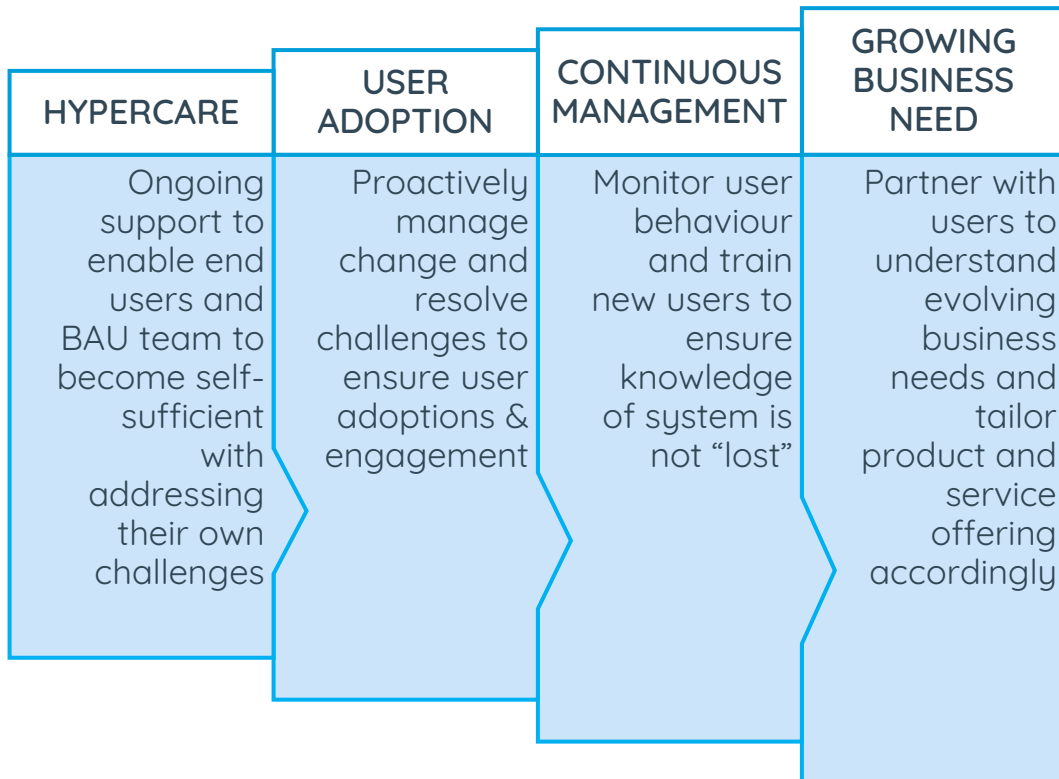 HYPERCARE
Ongoing
support to
enable end
users and
BAU team to
become self-
sufficient
with
addressing
their own
challenges
USER
ADOPTION
Proactively
manage
change and
resolve
challenges to
ensure user
adoptions &
engagement
CONTINUOUS
MANAGEMENT
Monitor user
behaviour
and train
new users to
ensure
knowledge
of system is
not “lost”
GROWING
BUSINESS
NEED
Partner with
users to
understand
evolving
business
needs and
tailor
product and
service
offering
accordingly